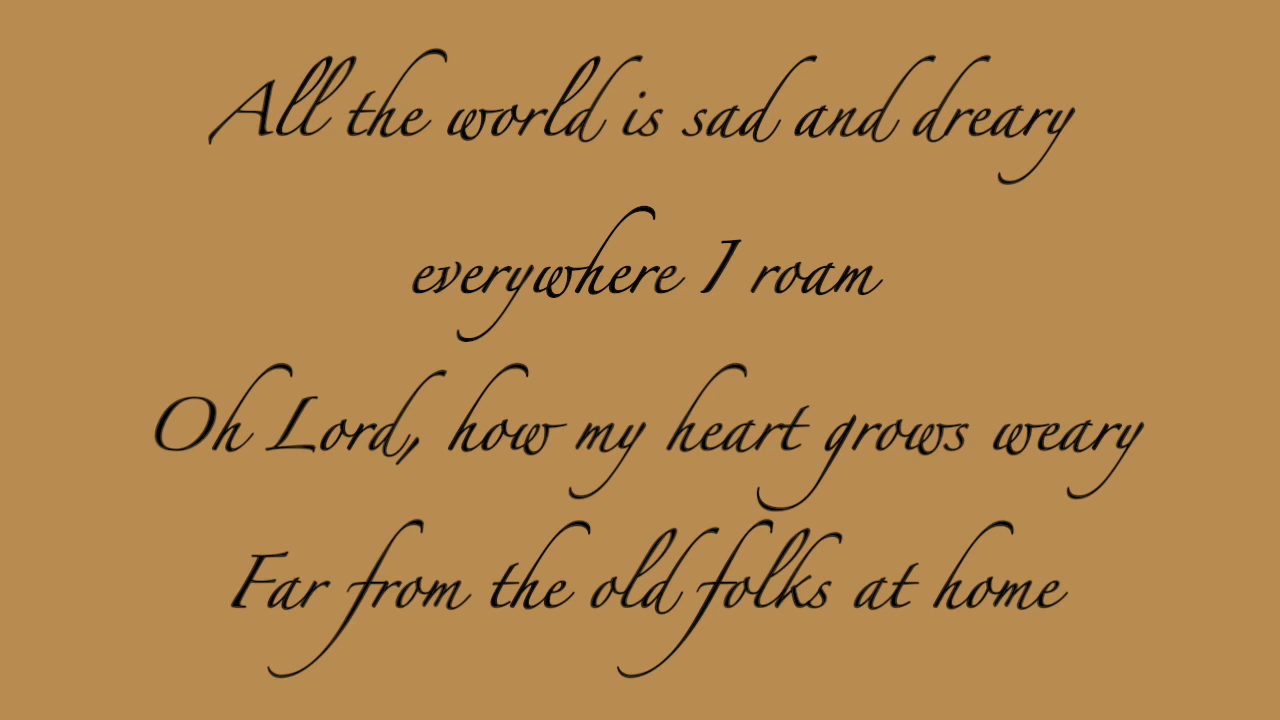 All the world is sad and dreary
everywhere I roam
Oh Lord, how my heart grows weary
Far from the old folks at home